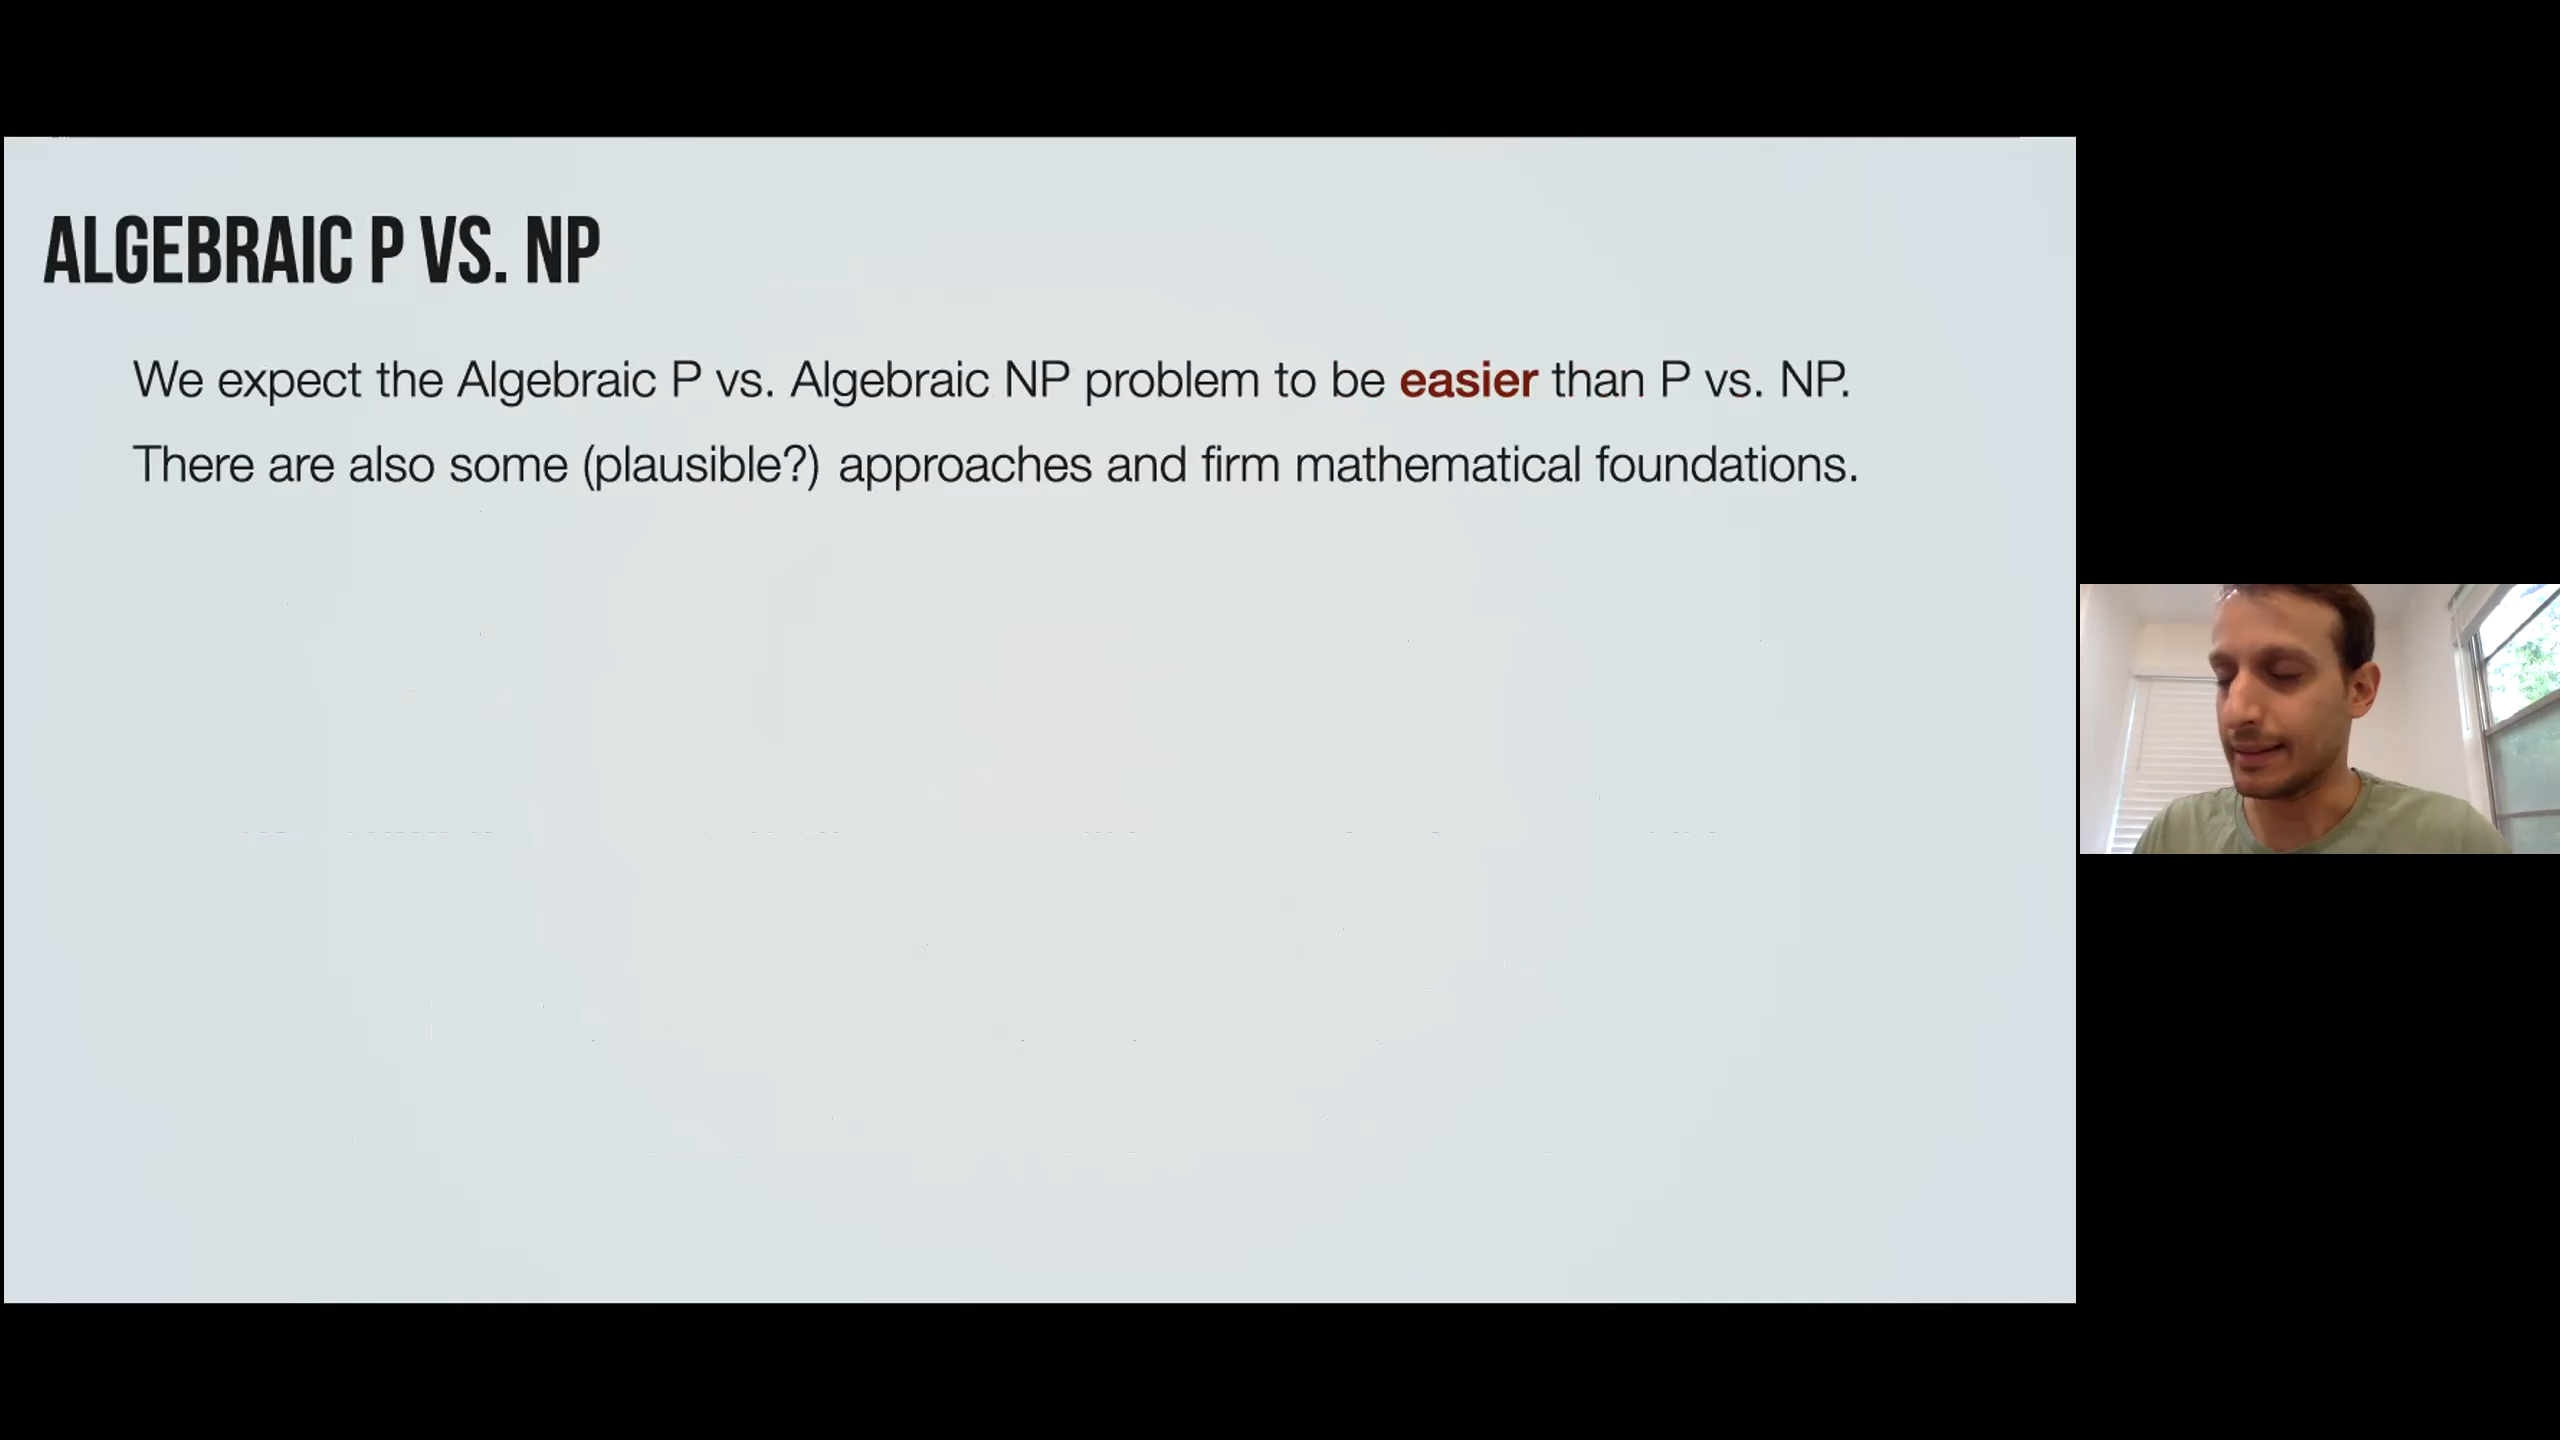 ALGEBRAIC P VS. NP
We expect the Algebraic P vs. Algebraic NP problem to be easier than P vs. NP.
There are also some (plausible?) approaches and firm mathematical foundations.